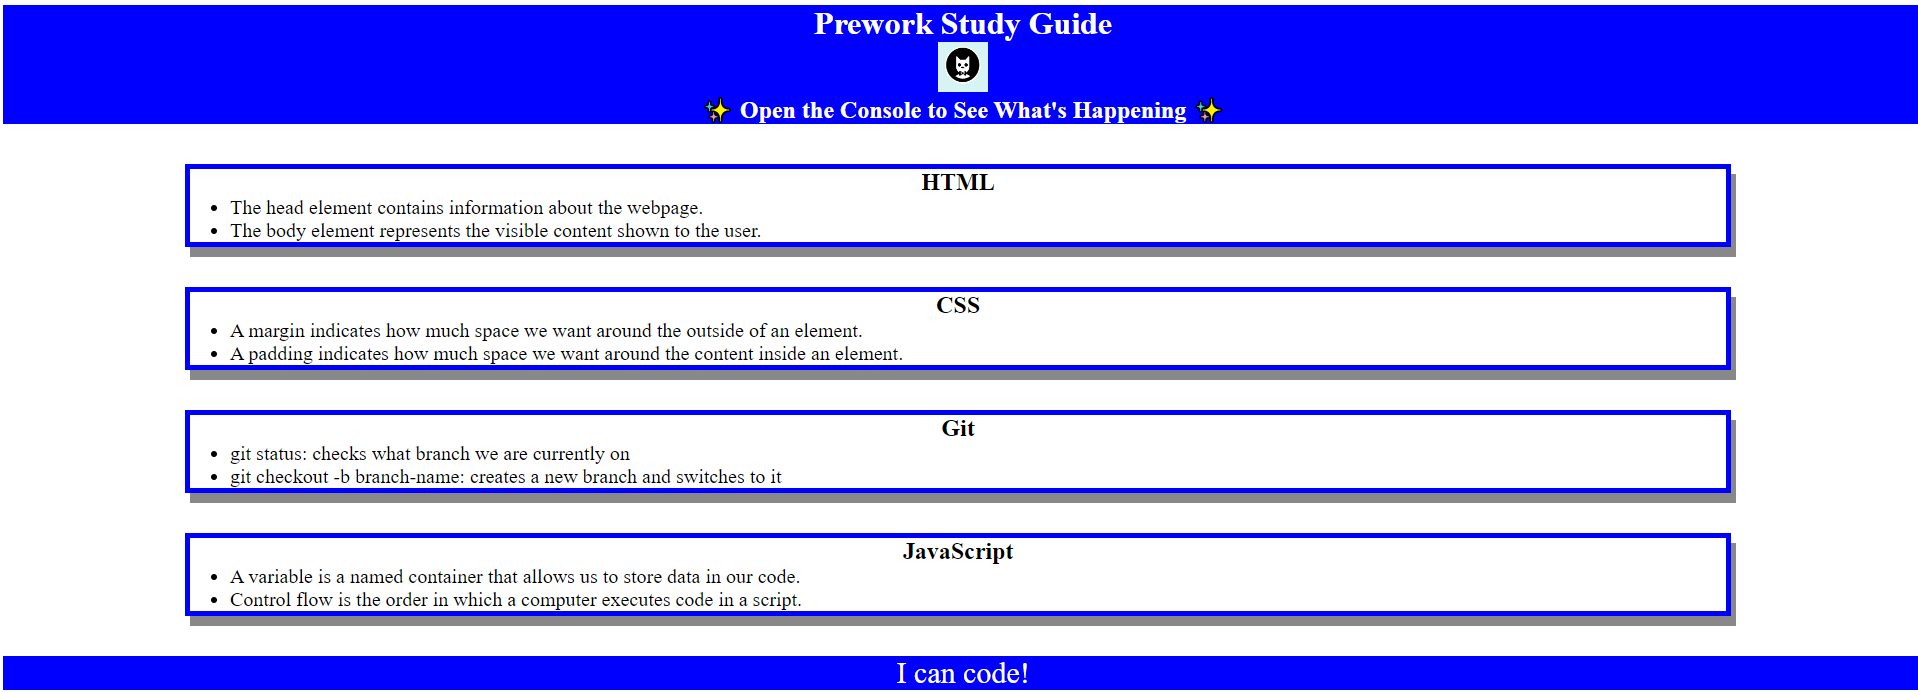 Prework Study Guide
✨ Open the Console to See What's Happening ✨
HTML
• The head element contains information about the webpage.
• The body element represents the visible content shown to the user.
CSS
• A margin indicates how much space we want around the outside of an element.
• A padding indicates how much space we want around the content inside an element.
Git
• git status: checks what branch we are currently on
• git checkout -b branch-name: creates a new branch and switches to it
JavaScript
• A variable is a named container that allows us to store data in our code.
• Control flow is the order in which a computer executes code in a script.
I can code!